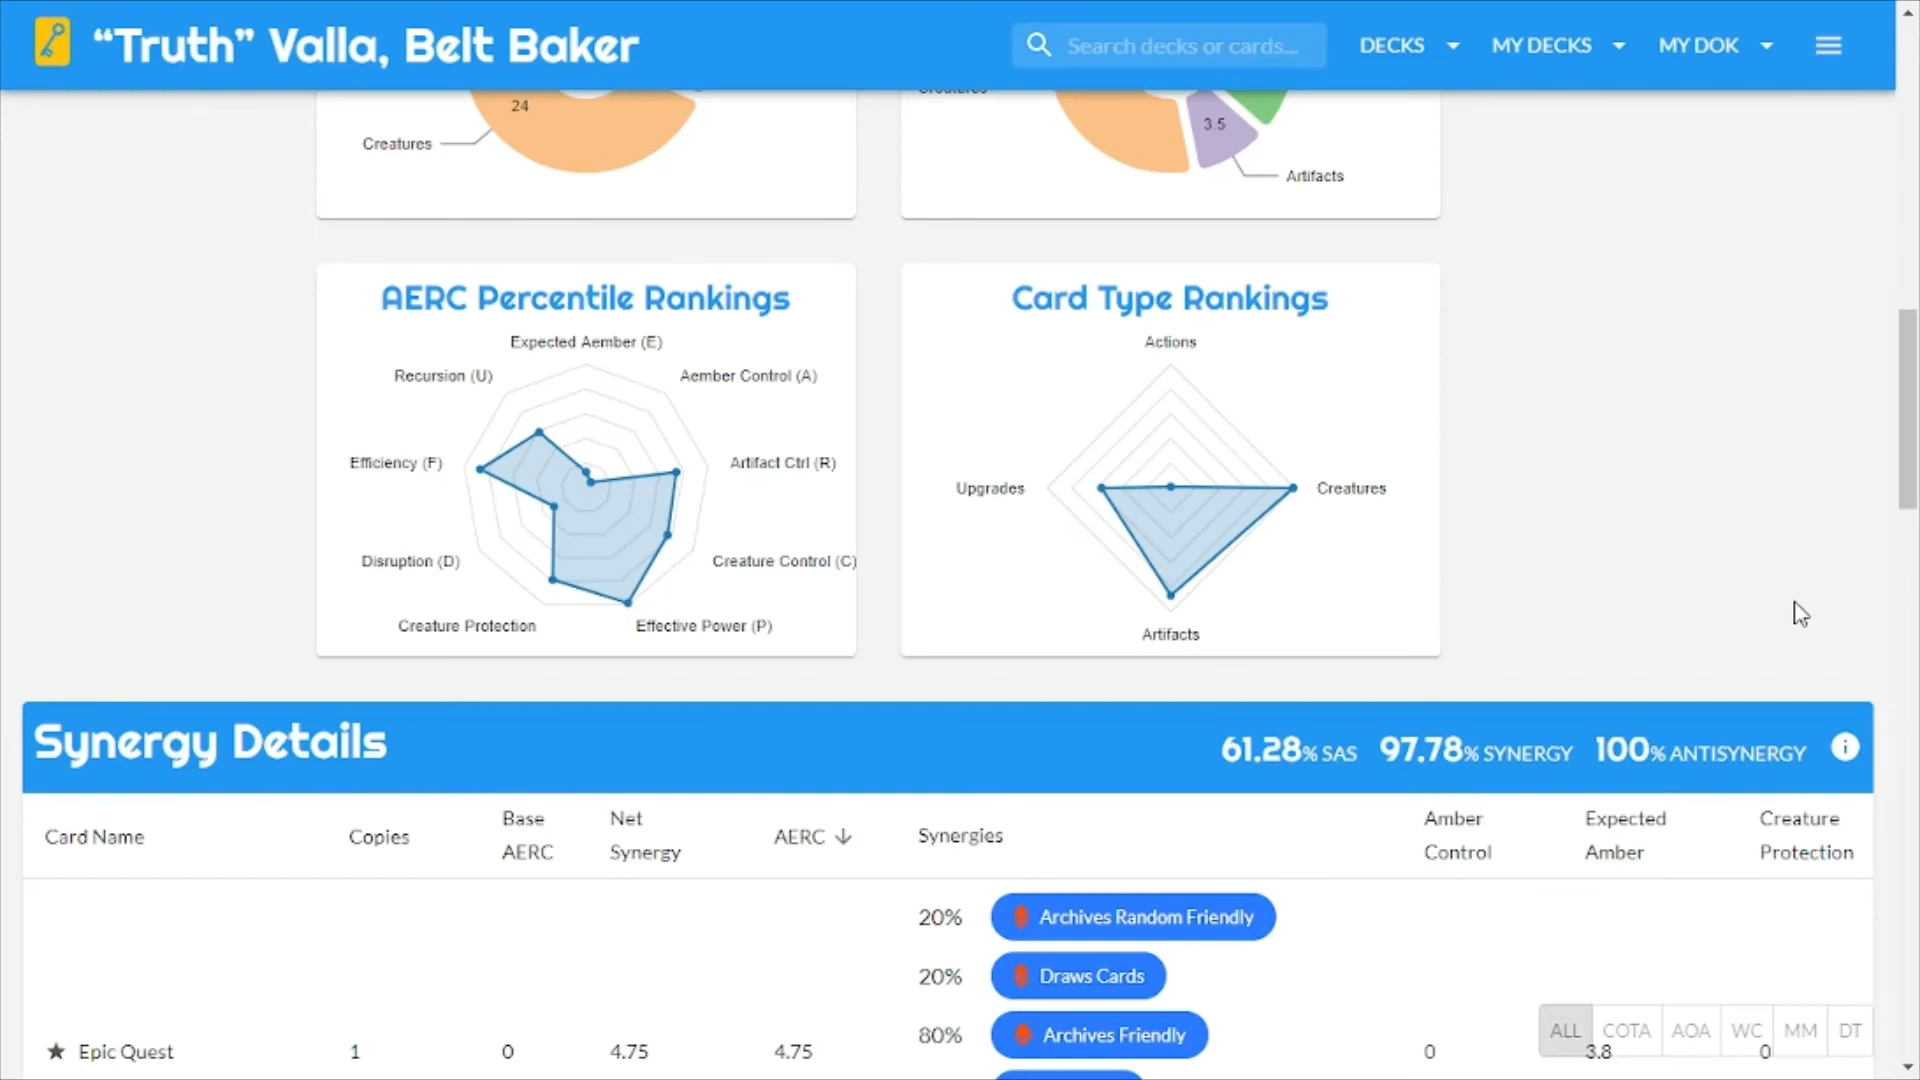 “Truth” Valla, Belt Baker
Search decks or cards...
DECKS
MY DECKS
MY DOK
24
Creatures
Creatures
3.5
Artifacts
AERC Percentile Rankings
Expected Aember (E)
Recursion (U)
Aember Control (A)
Efficiency (F)
Artifact Ctrl (R)
Disruption (D)
Creature Control (C)
Creature Protection
Effective Power (P)
Card Type Rankings
Actions
Upgrades
Creatures
Artifacts
Synergy Details
61.28% SAS 97.78% SYNERGY 100% ANTISYNERGY
Card Name
Copies
Base
AERC
Net
Synergy
AERC
Synergies
Amber
Control
Expected
Amber
Creature
Protection
20% Archives Random Friendly
20% Draws Cards
80% Archives Friendly
ALL COTA AOA WC MM DT
Epic Quest 1 0 4.75 4.75 0 3.8 0